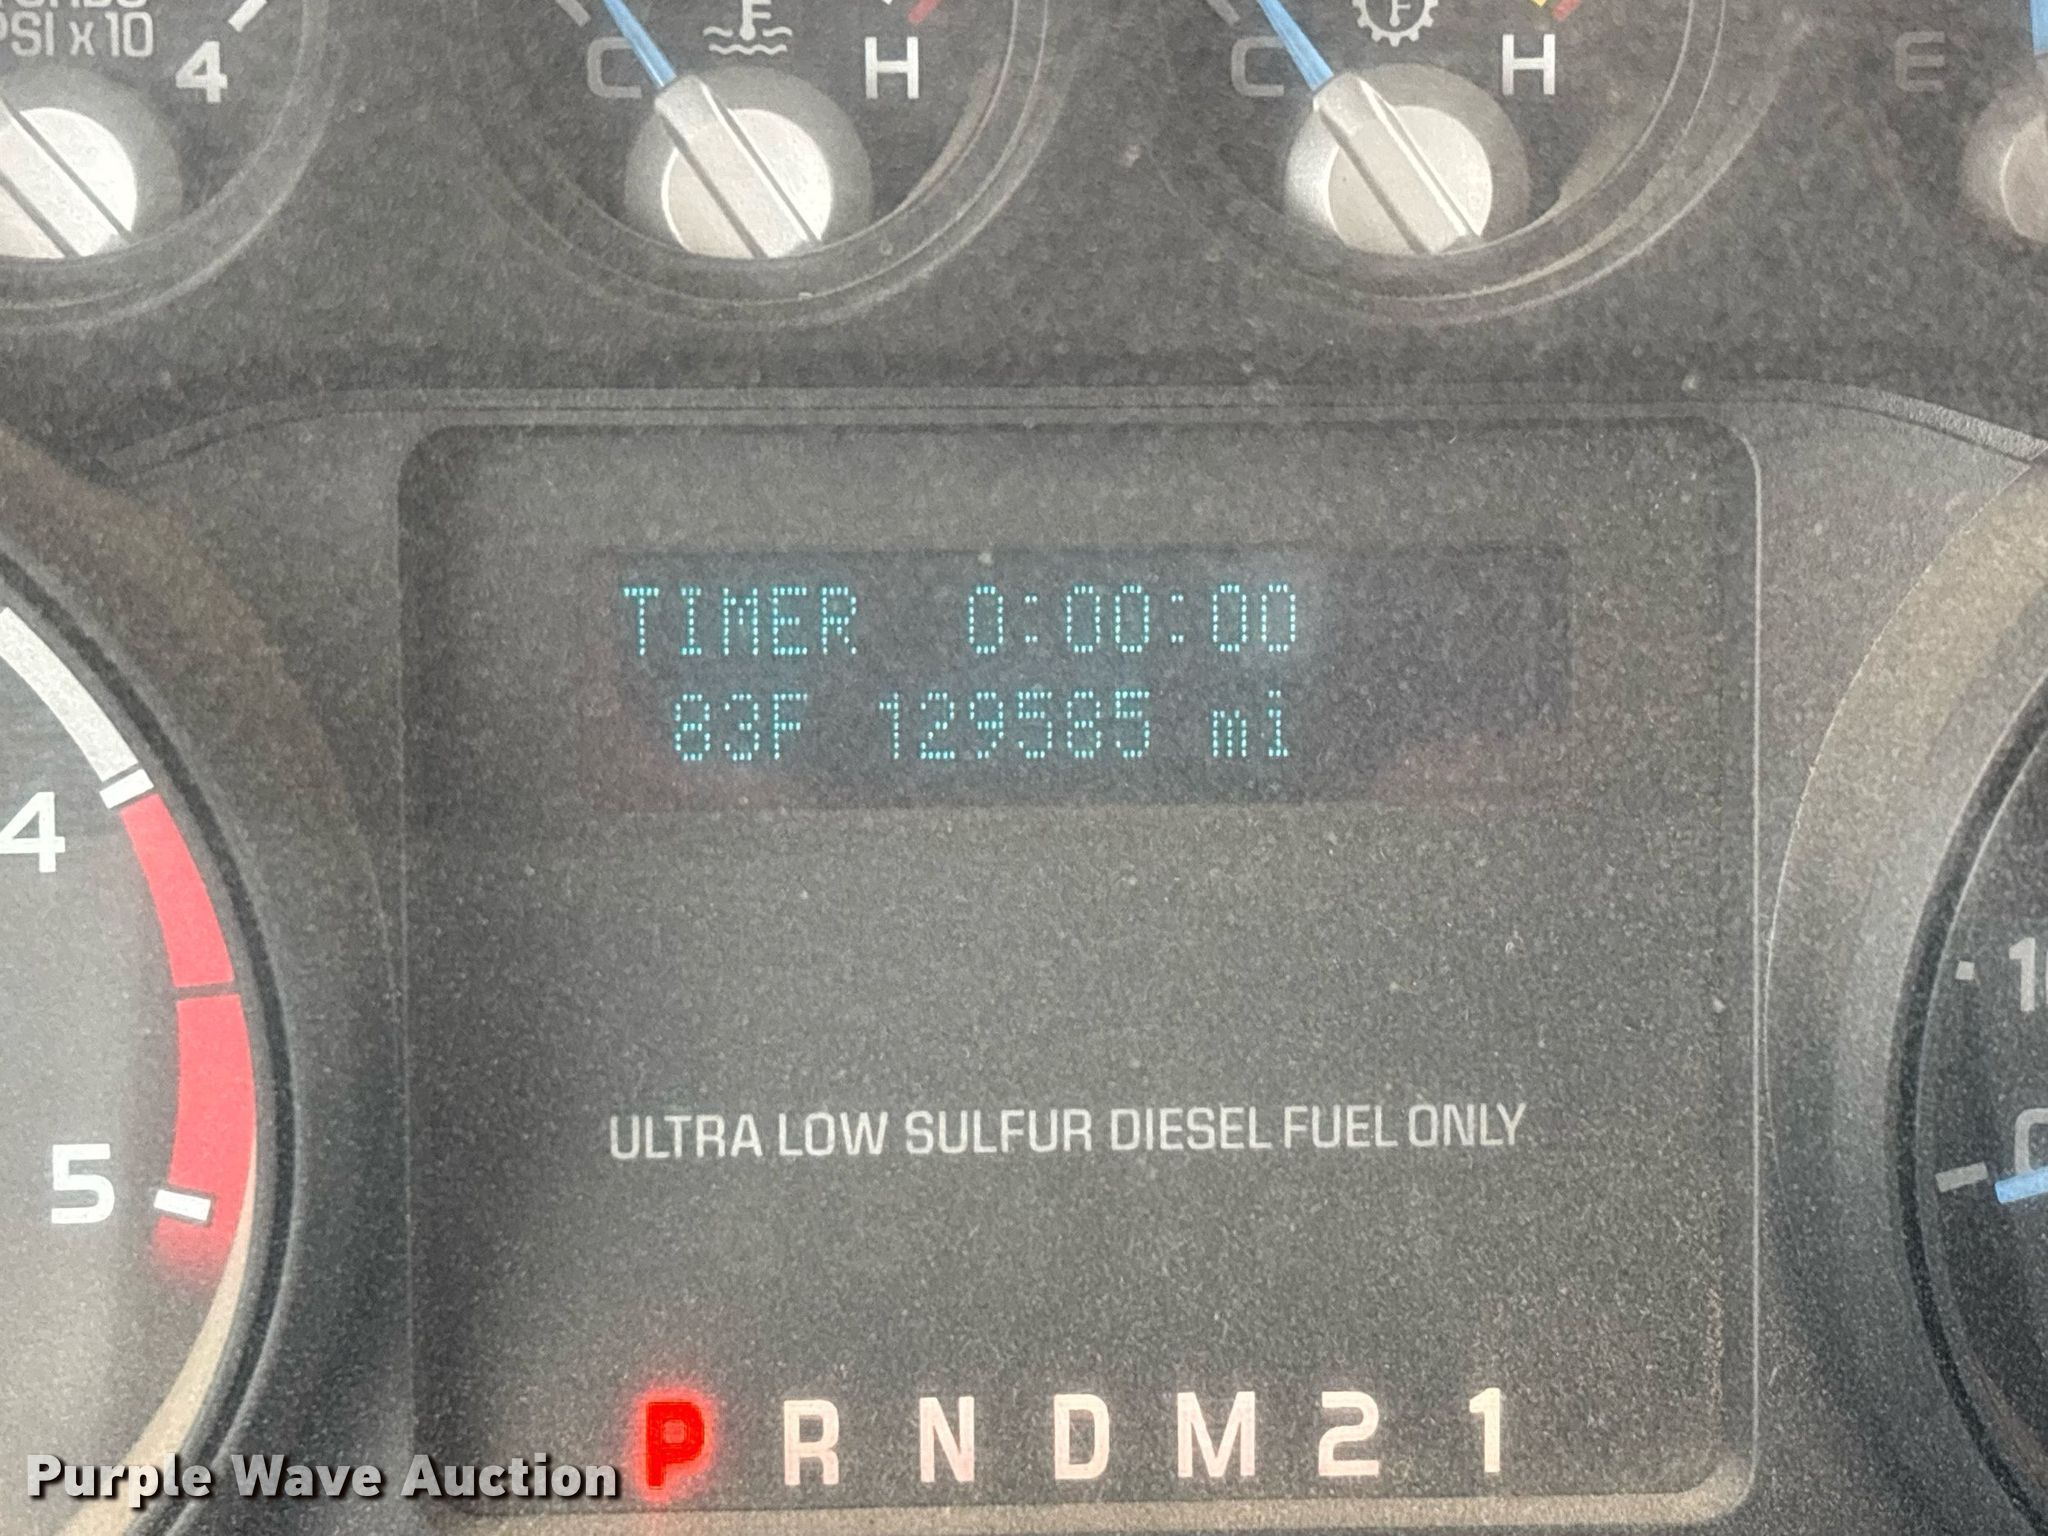 PSI x 10
4
C
F
H
C
F
H
E
TIMER 0:00:00
83F 129585 mi
4
5
ULTRA LOW SULFUR DIESEL FUEL ONLY
P R N D M 2 1
Purple Wave Auction